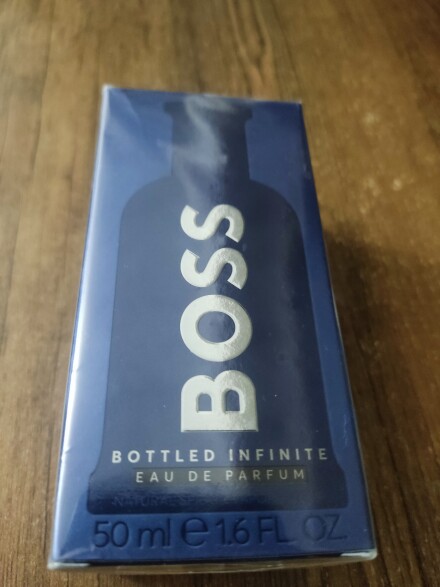 BOSS
BOTTLED INFINITE
EAU DE PARFUM
50 ml e 1.6 FL. OZ.